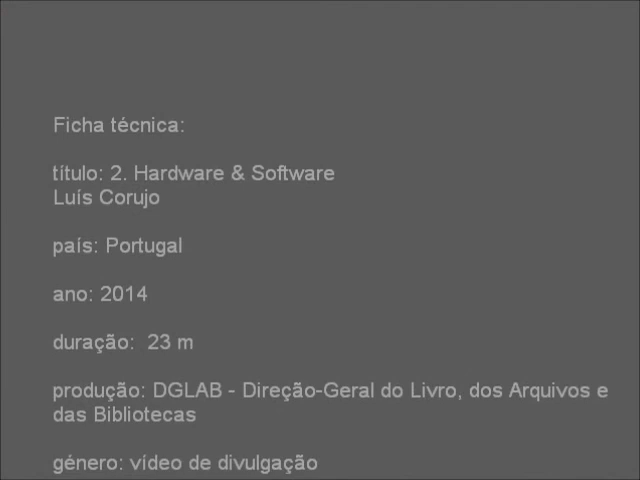 Ficha técnica:
título: 2. Hardware & Software
Luís Corujo
país: Portugal
ano: 2014
duração: 23 m
produção: DGLAB - Direção-Geral do Livro, dos Arquivos e
das Bibliotecas
género: vídeo de divulgação